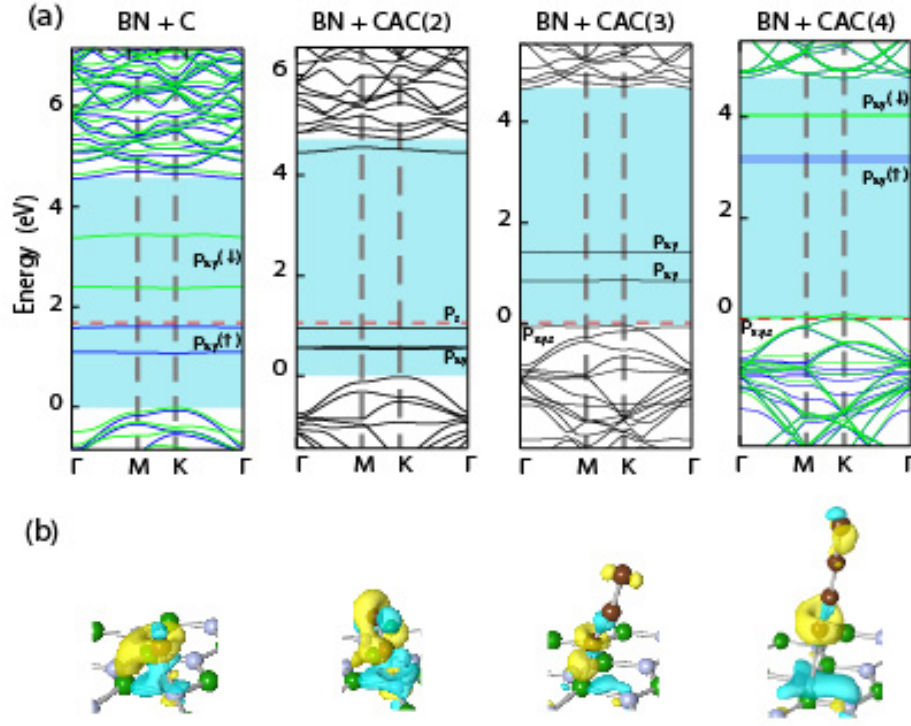 (a)
BN + C
BN + CAC(2)
BN + CAC(3)
BN + CAC(4)
Energy (eV)
6
4
2
0
Pxy(↓)
Pxy(↑)
Γ M K Γ
6
4
2
0
Pz
Pxy
Γ M K Γ
4
2
0
Pxy
Pxy
Pxyz
Γ M K Γ
4
2
0
Pxy(↓)
Pxy(↑)
Pxyz
Γ M K Γ
(b)